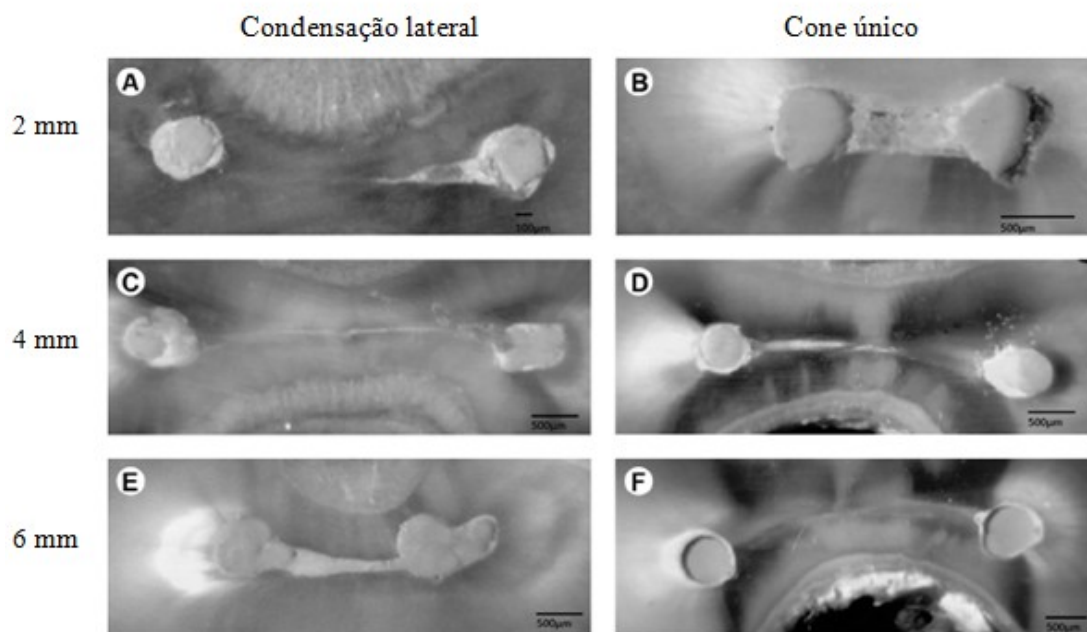 Condensação lateral Cone único
2 mm A B
100µm 500µm
4 mm C D
500µm 500µm
6 mm E F
500µm 500µm